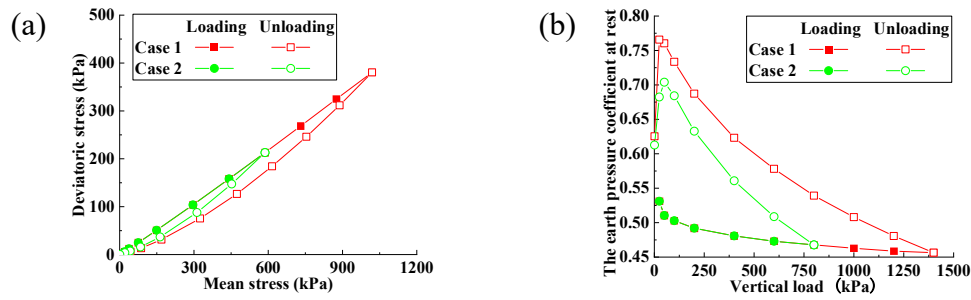 (a)
Deviatoric stress (kPa)
500
400
300
200
100
0
Loading Unloading
Case 1
Case 2
0 300 600 900 1200
Mean stress (kPa)
(b)
The earth pressure coefficient at rest
0.80
0.75
0.70
0.65
0.60
0.55
0.50
0.45
Loading Unloading
Case 1
Case 2
0 250 500 750 1000 1250 1500
Vertical load （kPa）